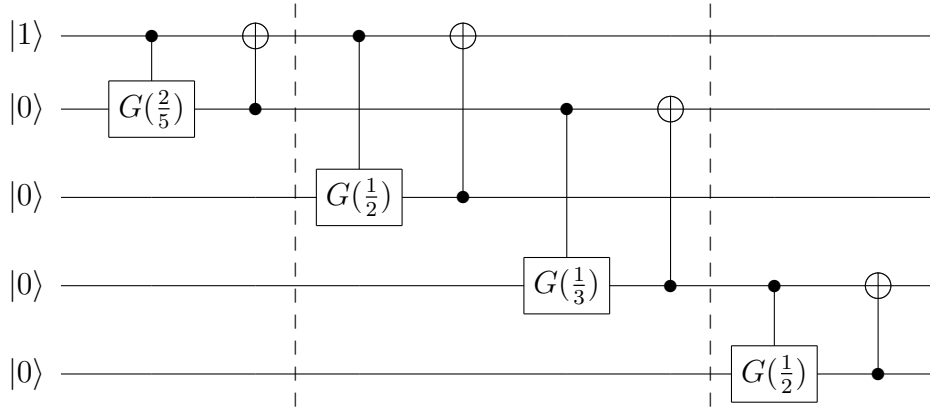 |1⟩
|0⟩ G(2/5)
|0⟩ G(1/2)
|0⟩ G(1/3)
|0⟩ G(1/2)